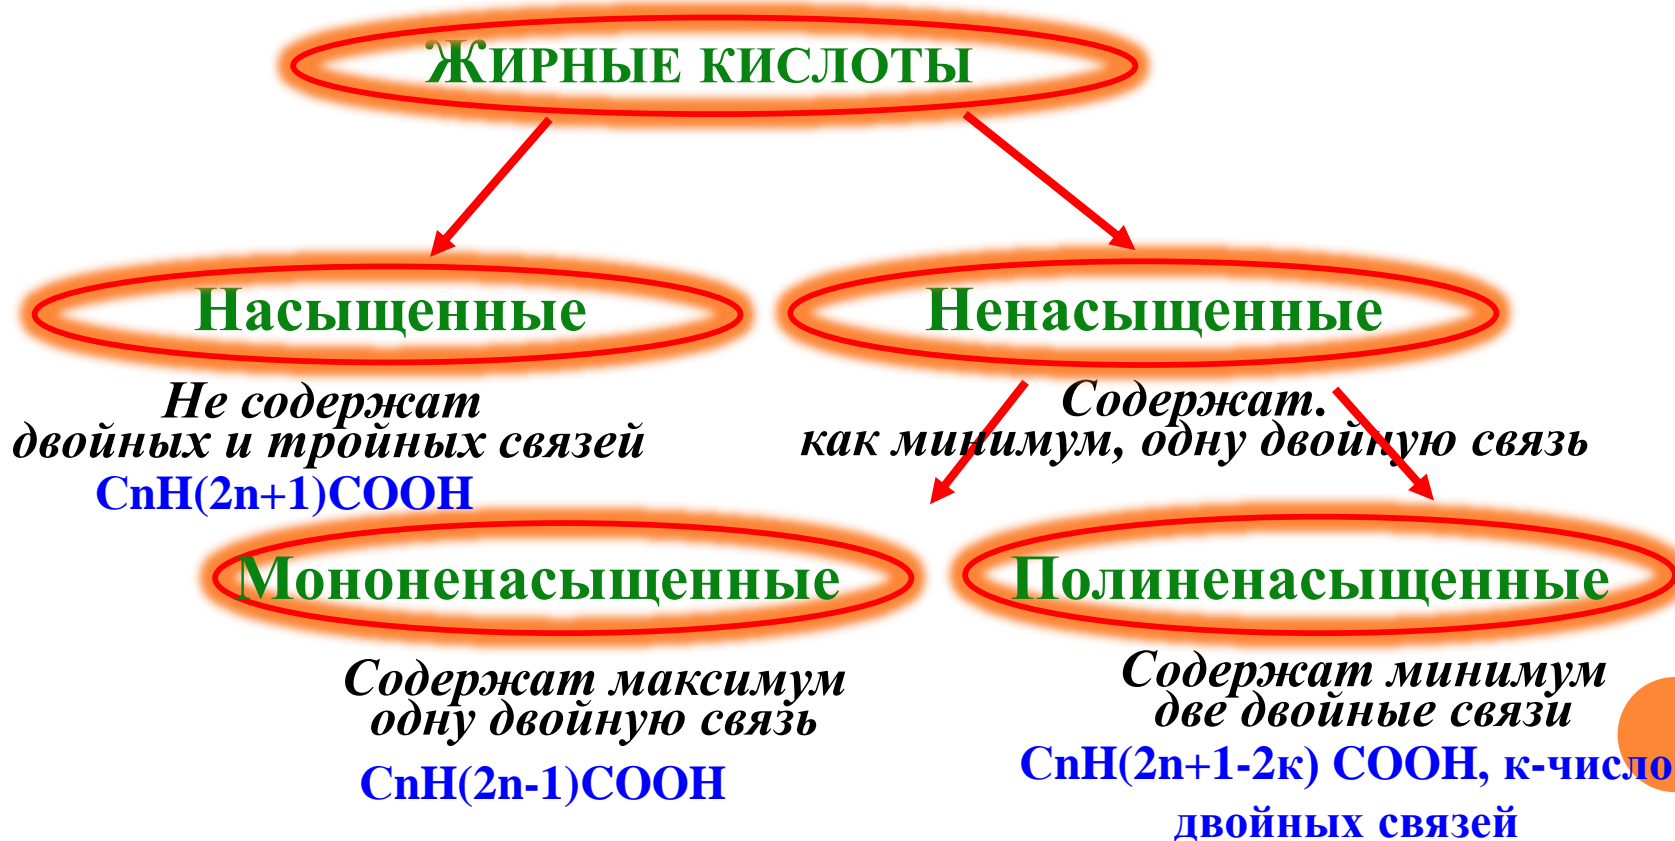 Жирные кислоты
Насыщенные
Ненасыщенные
Не содержат
двойных и тройных связей
CnH(2n+1)COOH
Содержат.
как минимум, одну двойную связь
Мононенасыщенные
Полиненасыщенные
Содержат максимум
одну двойную связь
CnH(2n-1)COOH
Содержат минимум
две двойные связи
CnH(2n+1-2к) COOH, к-число
двойных связей